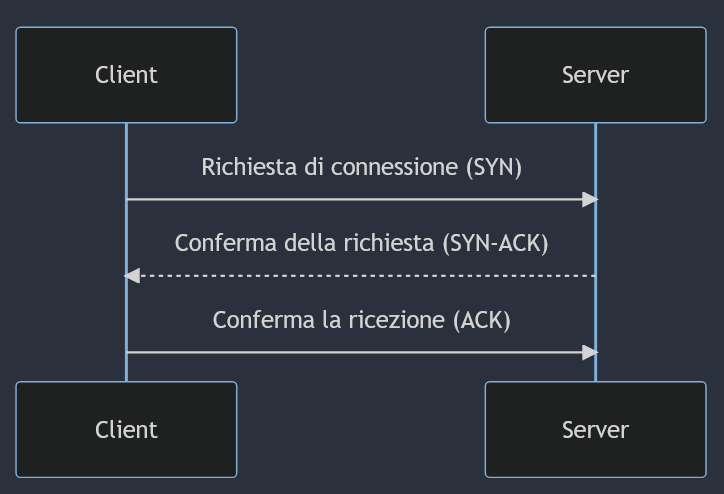 Client
Server
Richiesta di connessione (SYN)
Conferma della richiesta (SYN-ACK)
Conferma la ricezione (ACK)
Client
Server